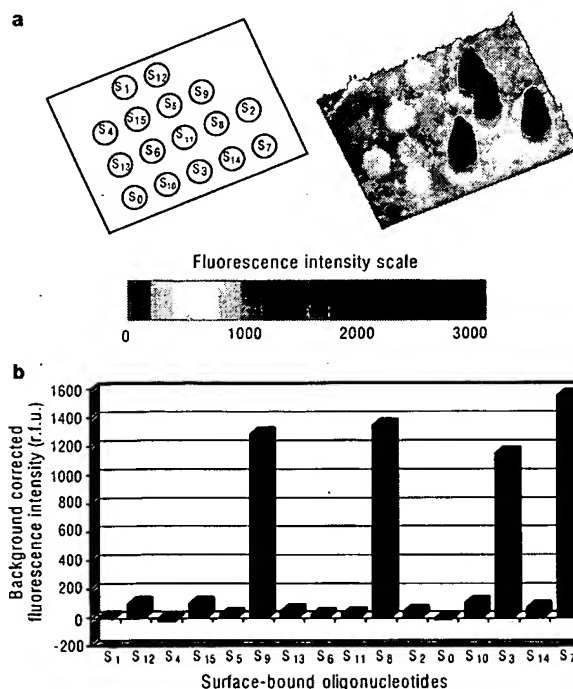 a
S1 S12
S4 S15 S5 S9
S13 S6 S11 S8 S2
S0 S10 S3 S14 S7
Fluorescence intensity scale
0 1000 2000 3000
b
Background corrected
fluorescence intensity (r.f.u.)
1600
1400
1200
1000
800
600
400
200
0
-200
S1 S12 S4 S15 S5 S9 S13 S6 S11 S8 S2 S0 S10 S3 S14 S7
Surface-bound oligonucleotides